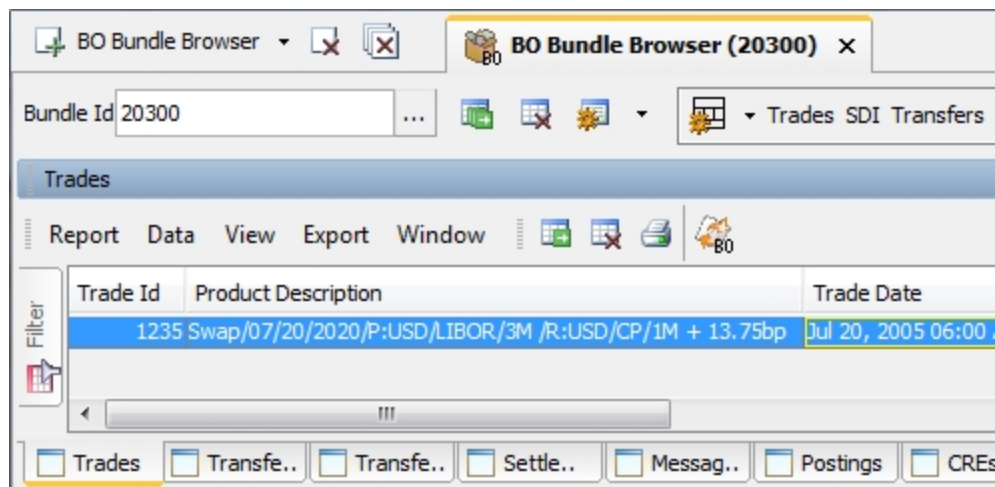 BO Bundle Browser BO Bundle Browser (20300)
BO
Bundle Id 20300 ... Trades SDI Transfers
Trades
Report Data View Export Window
BO
Filter
Trade Id Product Description Trade Date
1235 Swap/07/20/2020/P:USD/LIBOR/3M /R:USD/CP/1M + 13.75bp Jul 20, 2005 06:00
Trades Transfe.. Transfe.. Settle.. Messag.. Postings CREs